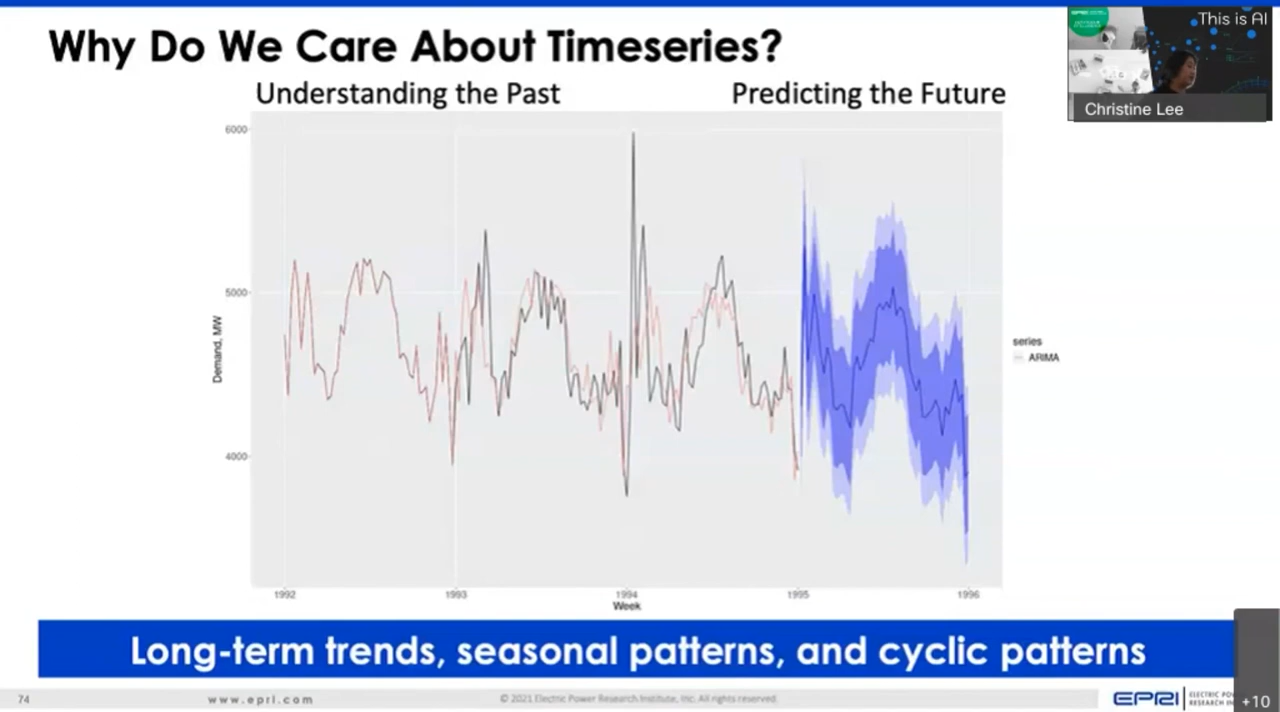 Why Do We Care About Timeseries?
This is AI
Christine Lee
Understanding the Past
Predicting the Future
6000
5000
4000
Demand, MW
series
ARIMA
1992
1993
1994
1995
1996
Week
Long-term trends, seasonal patterns, and cyclic patterns
74
www.epri.com
© 2021 Electric Power Research Institute, Inc. All rights reserved.
EPRI
ELECTRIC
RESEARCH
+10